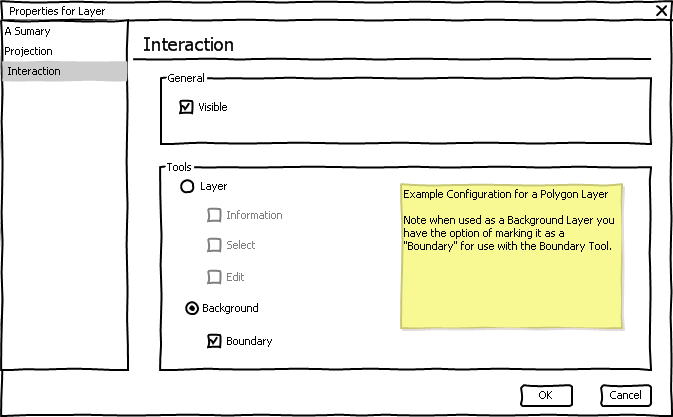 Properties for Layer
A Sumary
Projection
Interaction
Interaction
General
Visible
Tools
Layer
Information
Select
Edit
Background
Boundary
Example Configuration for a Polygon Layer
Note when used as a Background Layer you
have the option of marking it as a
"Boundary" for use with the Boundary Tool.
OK
Cancel